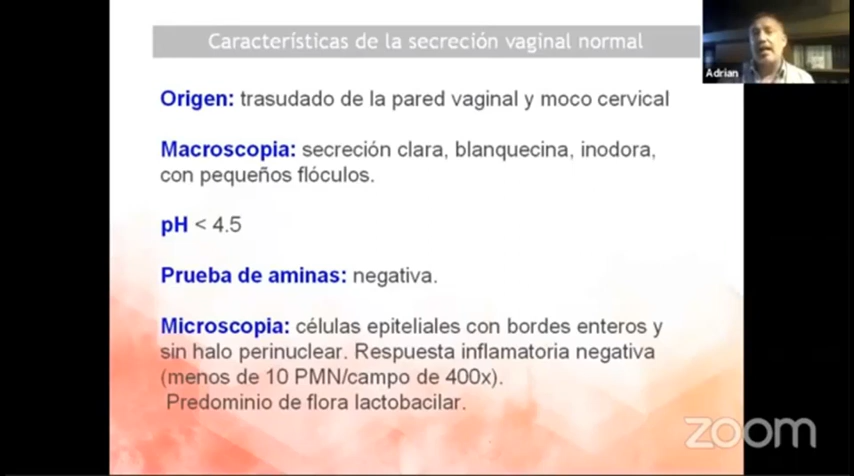 Características de la secreción vaginal normal
Adrian
Origen: trasudado de la pared vaginal y moco cervical
Macroscopia: secreción clara, blanquecina, inodora,
con pequeños flóculos.
pH < 4.5
Prueba de aminas: negativa.
Microscopia: células epiteliales con bordes enteros y
sin halo perinuclear. Respuesta inflamatoria negativa
(menos de 10 PMN/campo de 400x).
Predominio de flora lactobacilar.
zoom